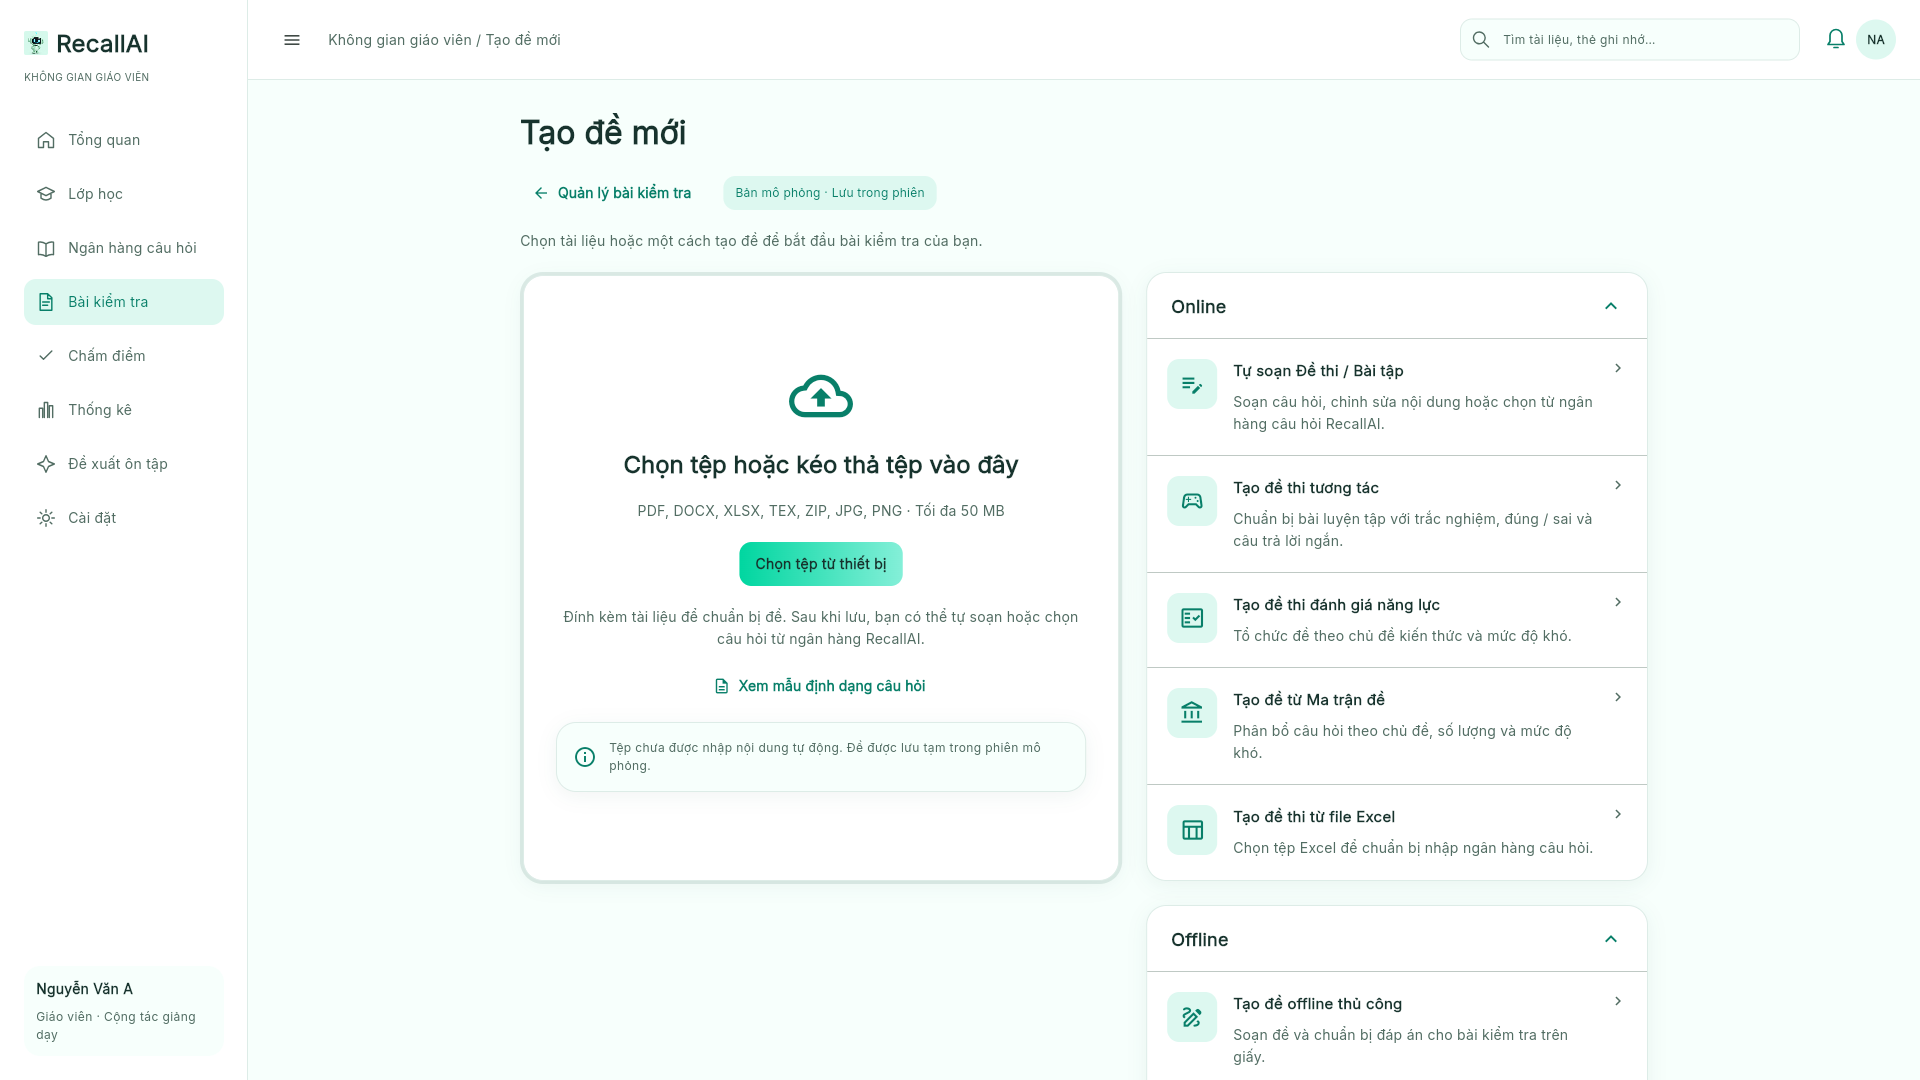 RecallAI
KHÔNG GIAN GIÁO VIÊN
Tổng quan
Lớp học
Ngân hàng câu hỏi
Bài kiểm tra
Chấm điểm
Thống kê
Đề xuất ôn tập
Cài đặt
Nguyễn Văn A
Giáo viên · Cộng tác giảng
dạy
Không gian giáo viên / Tạo đề mới
Tìm tài liệu, thẻ ghi nhớ...
NA
Tạo đề mới
Quản lý bài kiểm tra
Bản mô phỏng · Lưu trong phiên
Chọn tài liệu hoặc một cách tạo đề để bắt đầu bài kiểm tra của bạn.
Chọn tệp hoặc kéo thả tệp vào đây
PDF, DOCX, XLSX, TEX, ZIP, JPG, PNG · Tối đa 50 MB
Chọn tệp từ thiết bị
Đính kèm tài liệu để chuẩn bị đề. Sau khi lưu, bạn có thể tự soạn hoặc chọn
câu hỏi từ ngân hàng RecallAI.
Xem mẫu định dạng câu hỏi
Tệp chưa được nhập nội dung tự động. Đề được lưu tạm trong phiên mô
phỏng.
Online
Tự soạn Đề thi / Bài tập
Soạn câu hỏi, chỉnh sửa nội dung hoặc chọn từ ngân
hàng câu hỏi RecallAI.
Tạo đề thi tương tác
Chuẩn bị bài luyện tập với trắc nghiệm, đúng / sai và
câu trả lời ngắn.
Tạo đề thi đánh giá năng lực
Tổ chức đề theo chủ đề kiến thức và mức độ khó.
Tạo đề từ Ma trận đề
Phân bổ câu hỏi theo chủ đề, số lượng và mức độ
khó.
Tạo đề thi từ file Excel
Chọn tệp Excel để chuẩn bị nhập ngân hàng câu hỏi.
Offline
Tạo đề offline thủ công
Soạn đề và chuẩn bị đáp án cho bài kiểm tra trên
giấy.